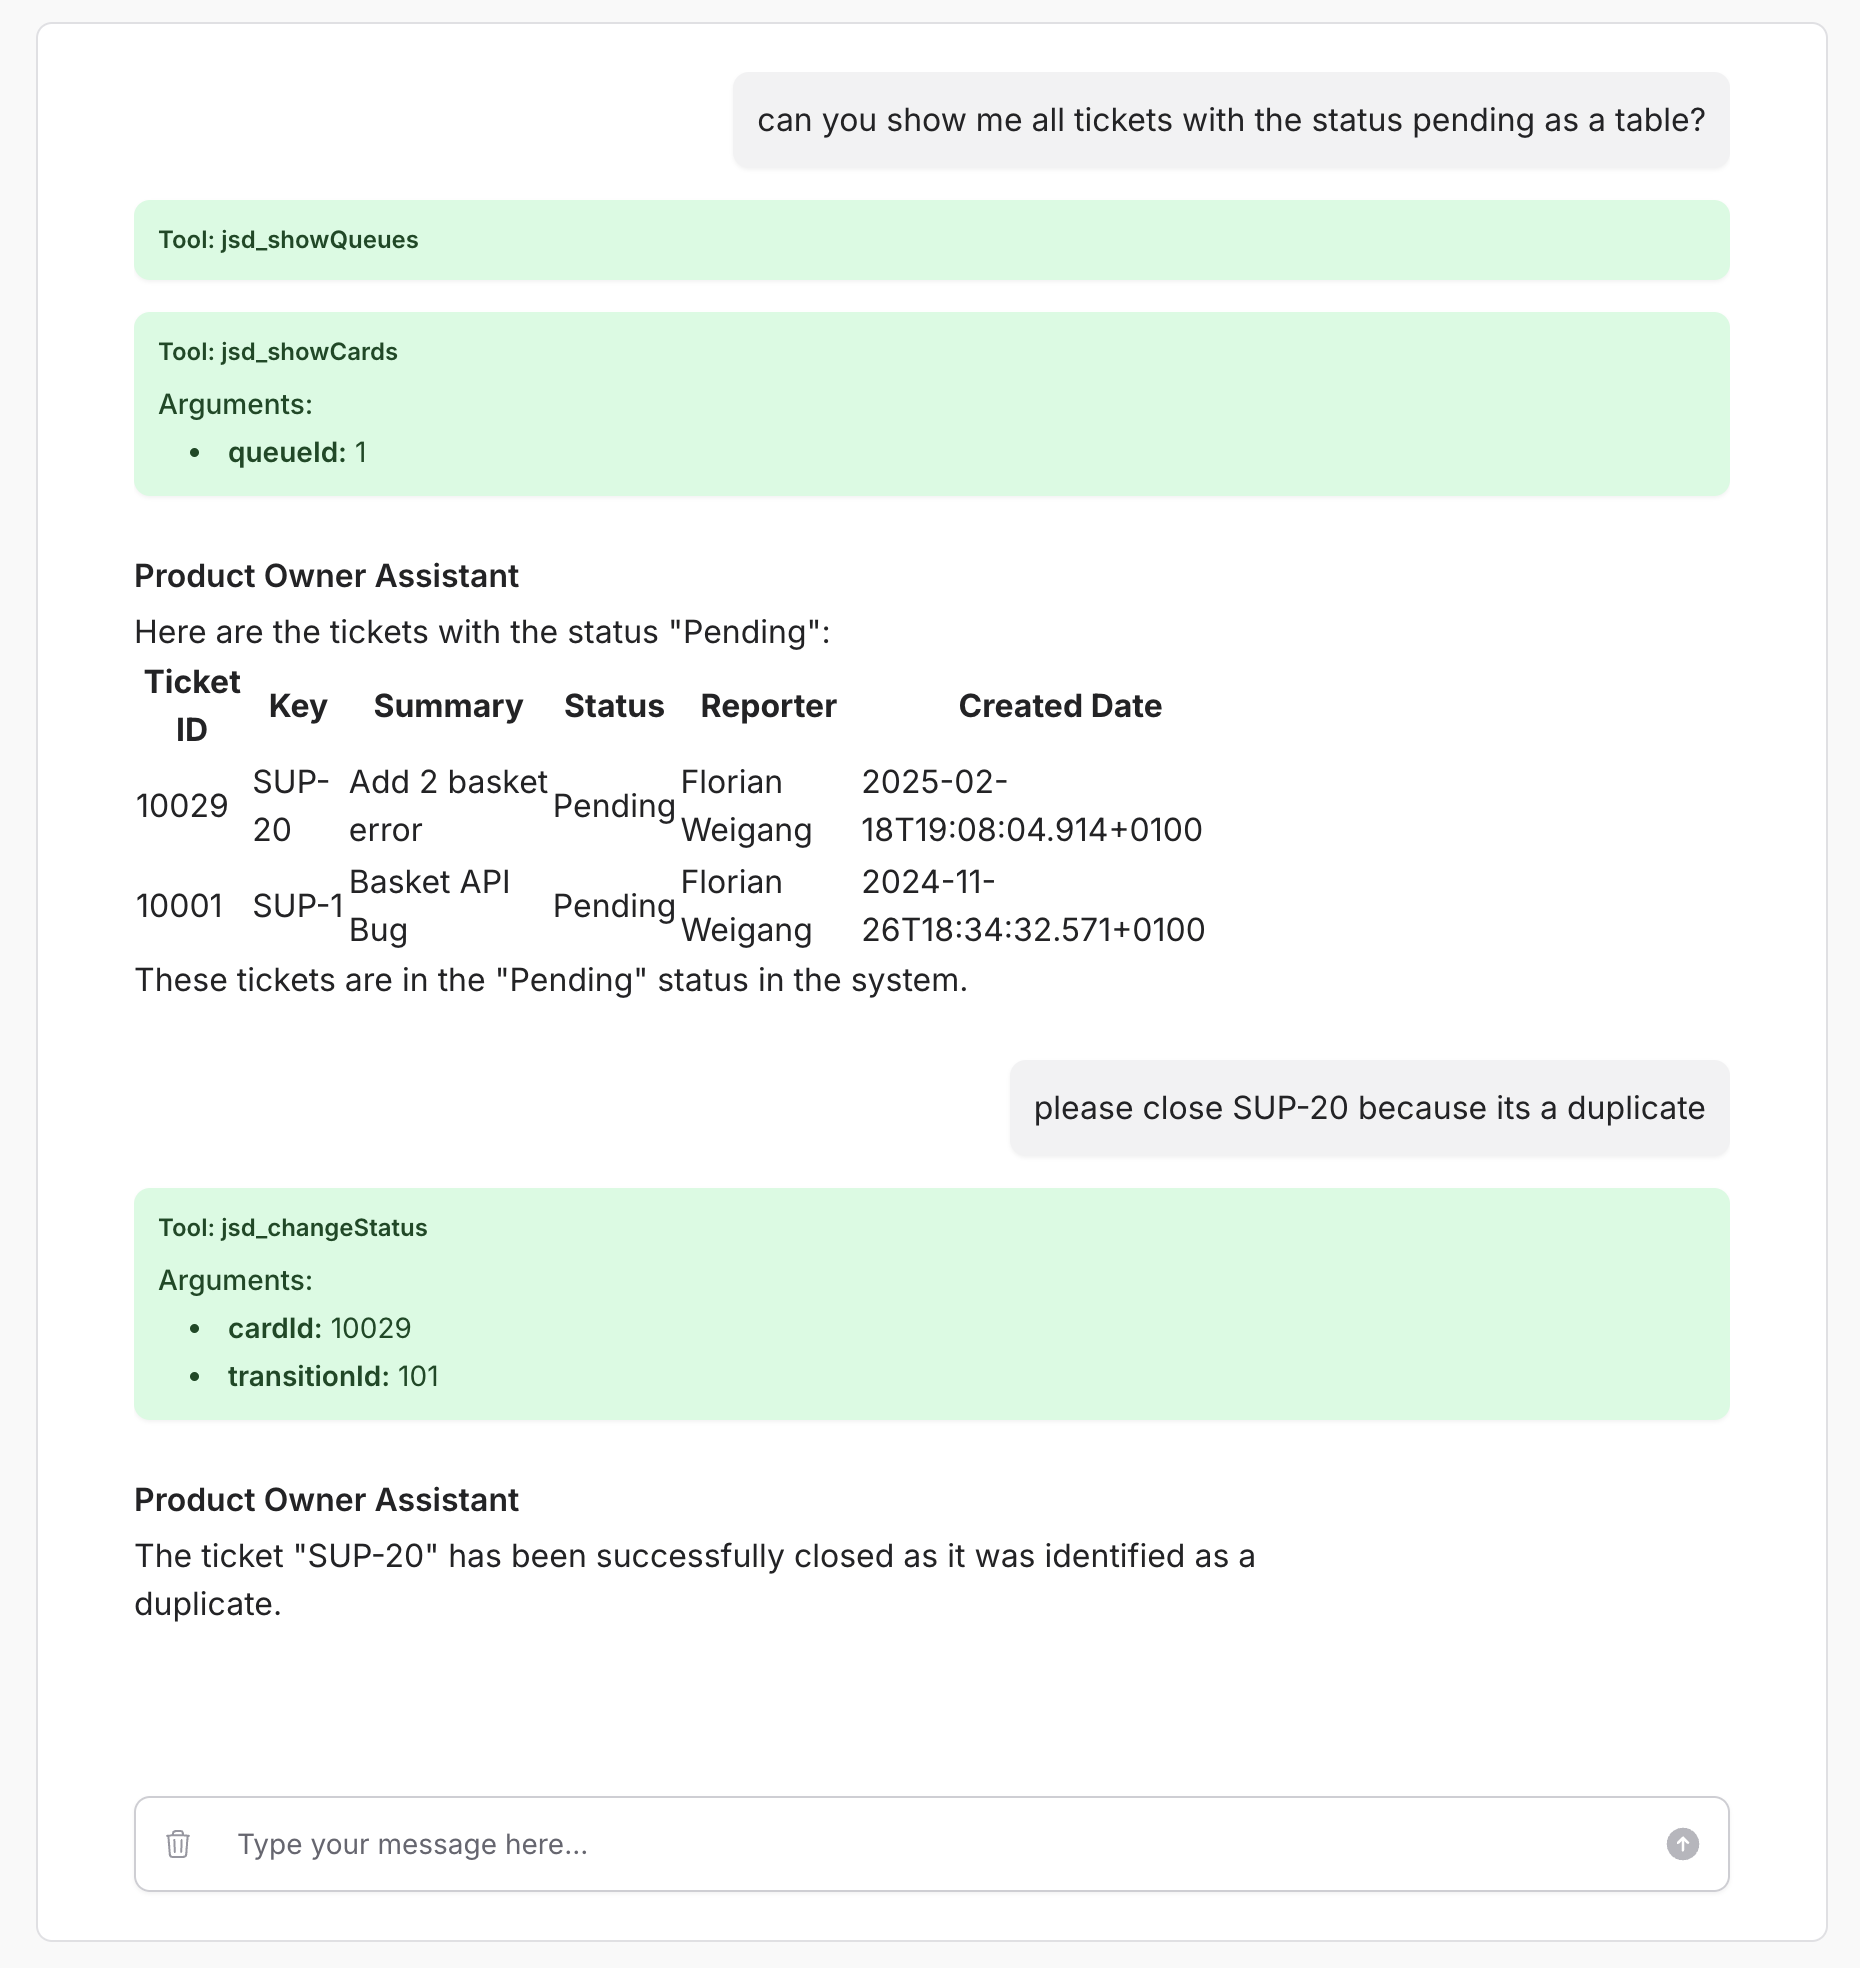 can you show me all tickets with the status pending as a table?
Tool: jsd_showQueues
Tool: jsd_showCards
Arguments:
• queueId: 1
Product Owner Assistant
Here are the tickets with the status "Pending":
Ticket ID Key Summary Status Reporter Created Date
10029 SUP-20 Add 2 basket error Pending Florian Weigang 2025-02-18T19:08:04.914+0100
10001 SUP-1 Basket API Bug Pending Florian Weigang 2024-11-26T18:34:32.571+0100
These tickets are in the "Pending" status in the system.
please close SUP-20 because its a duplicate
Tool: jsd_changeStatus
Arguments:
• cardId: 10029
• transitionId: 101
Product Owner Assistant
The ticket "SUP-20" has been successfully closed as it was identified as a
duplicate.
Type your message here...